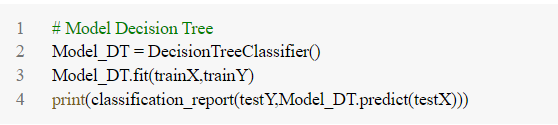 1 # Model Decision Tree
2 Model_DT = DecisionTreeClassifier()
3 Model_DT.fit(trainX,trainY)
4 print(classification_report(testY,Model_DT.predict(testX)))